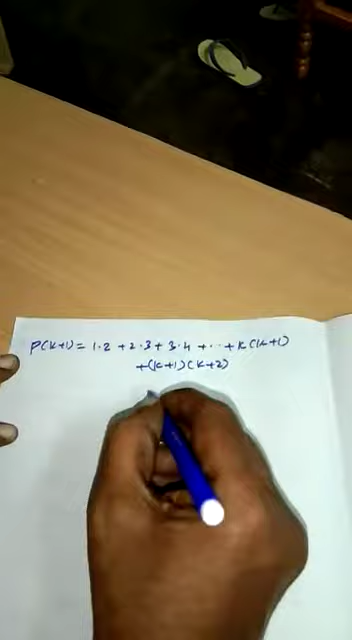 P(k+1) = 1.2 + 2.3 + 3.4 + .. + k(k+1)
+(k+1)(k+2)